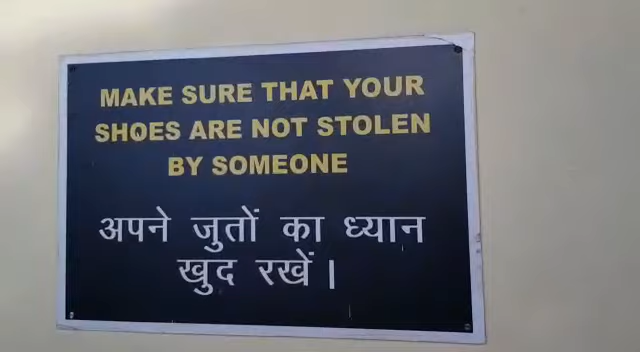 MAKE SURE THAT YOUR
SHOES ARE NOT STOLEN
BY SOMEONE
अपने जुतों का ध्यान
खुद रखें।